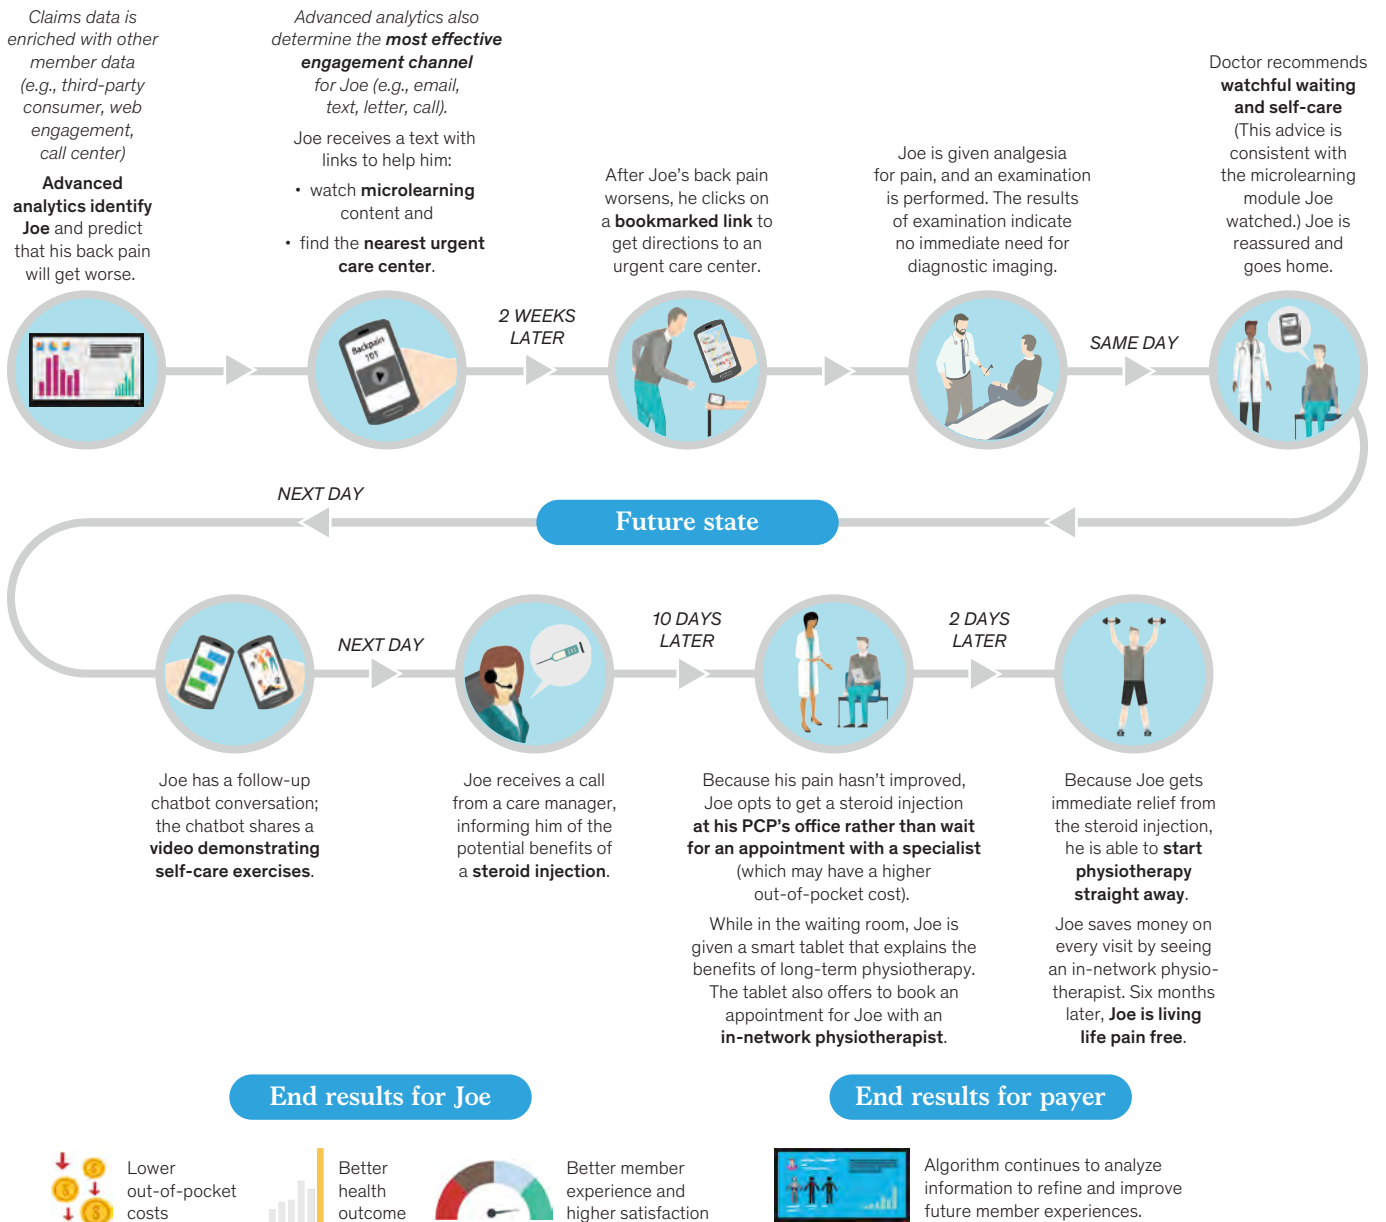 Claims data is
enriched with other
member data
(e.g., third-party
consumer, web
engagement,
call center)
Advanced
analytics identify
Joe and predict
that his back pain
will get worse.
Advanced analytics also
determine the most effective
engagement channel
for Joe (e.g., email,
text, letter, call).
Joe receives a text with
links to help him:
• watch microlearning
content and
• find the nearest urgent
care center.
Backpain
101
2 WEEKS
LATER
After Joe's back pain
worsens, he clicks on
a bookmarked link to
get directions to an
urgent care center.
Joe is given analgesia
for pain, and an examination
is performed. The results
of examination indicate
no immediate need for
diagnostic imaging.
SAME DAY
Doctor recommends
watchful waiting
and self-care
(This advice is
consistent with
the microlearning
module Joe
watched.) Joe is
reassured and
goes home.
NEXT DAY
Future state
Joe has a follow-up
chatbot conversation;
the chatbot shares a
video demonstrating
self-care exercises.
NEXT DAY
Joe receives a call
from a care manager,
informing him of the
potential benefits of
a steroid injection.
10 DAYS
LATER
Because his pain hasn't improved,
Joe opts to get a steroid injection
at his PCP's office rather than wait
for an appointment with a specialist
(which may have a higher
out-of-pocket cost).
While in the waiting room, Joe is
given a smart tablet that explains the
benefits of long-term physiotherapy.
The tablet also offers to book an
appointment for Joe with an
in-network physiotherapist.
2 DAYS
LATER
Because Joe gets
immediate relief from
the steroid injection,
he is able to start
physiotherapy
straight away.
Joe saves money on
every visit by seeing
an in-network physio-
therapist. Six months
later, Joe is living
life pain free.
End results for Joe
Lower
out-of-pocket
costs
Better
health
outcome
Better member
experience and
higher satisfaction
End results for payer
Algorithm continues to analyze
information to refine and improve
future member experiences.